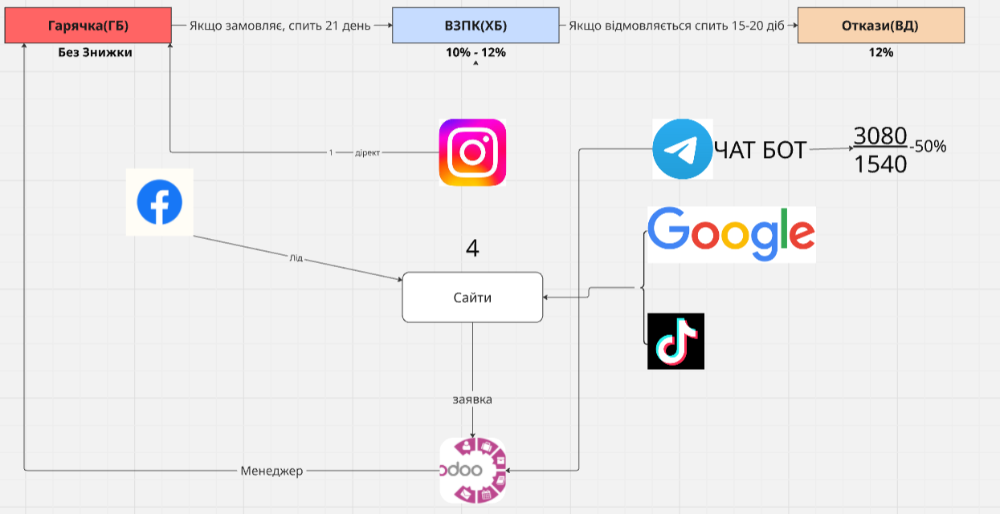 Гарячка(ГБ)
Якщо замовляє, спить 21 день
ВЗПК(ХБ)
Якщо відмовляється спить 15-20 діб
Откази(ВД)
Без Знижки
10% - 12%
12%
1
дірект
ЧАТ БОТ
3080
-50%
1540
Google
Лід
4
Сайти
заявка
Менеджер
odoo